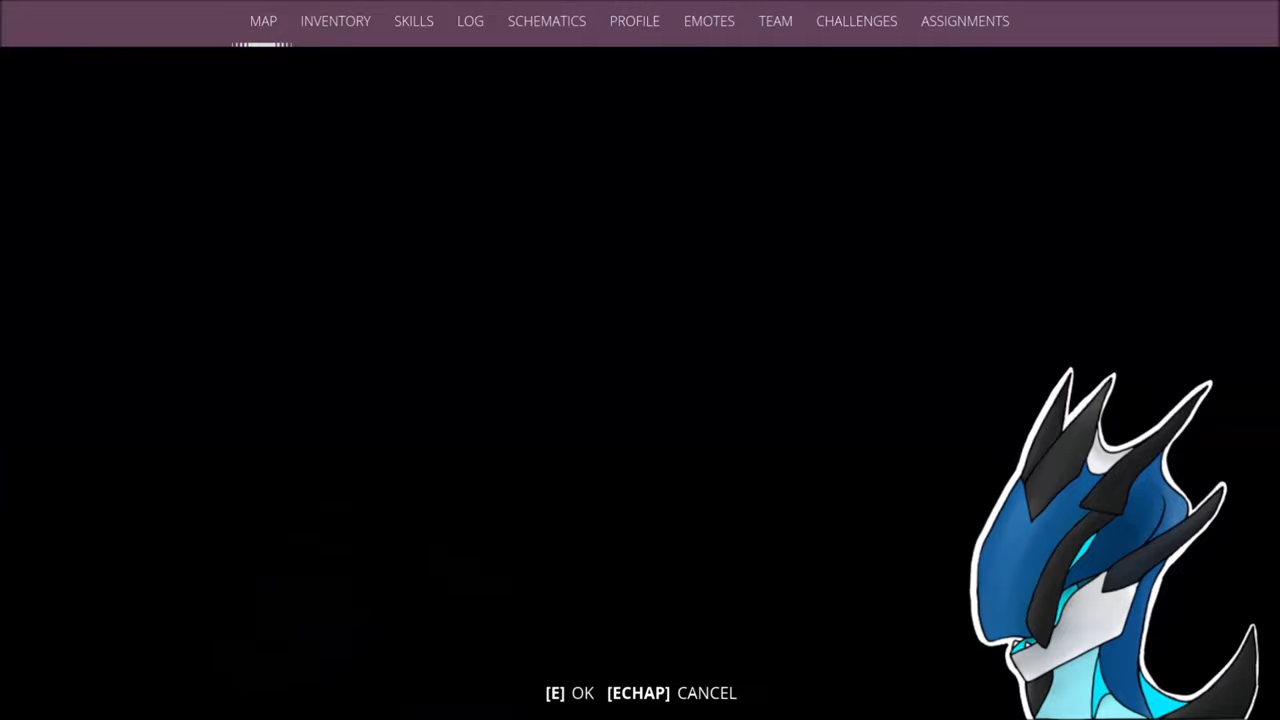 MAP INVENTORY SKILLS LOG SCHEMATICS PROFILE EMOTES TEAM CHALLENGES ASSIGNMENTS
[E] OK [ECHAP] CANCEL